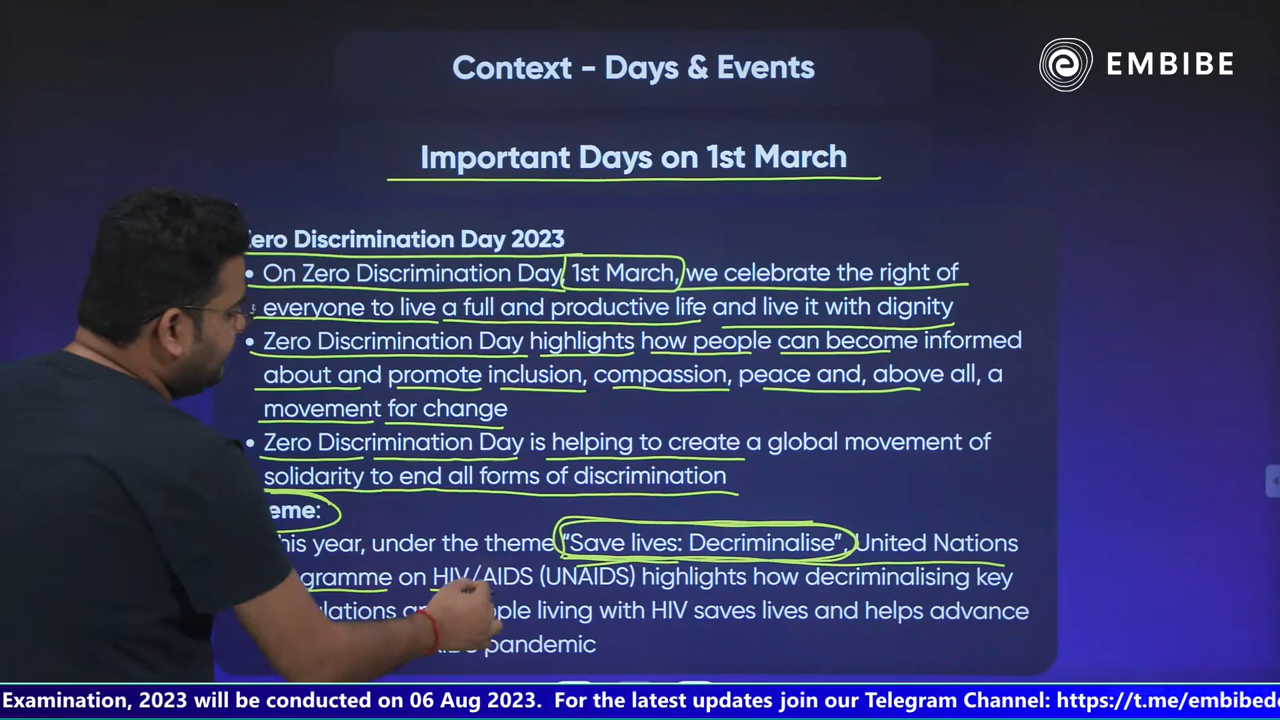 Context - Days & Events
EMBIBE
Important Days on 1st March
ero Discrimination Day 2023
• On Zero Discrimination Day, 1st March, we celebrate the right of
everyone to live a full and productive life and live it with dignity
• Zero Discrimination Day highlights how people can become informed
about and promote inclusion, compassion, peace and, above all, a
movement for change
• Zero Discrimination Day is helping to create a global movement of
solidarity to end all forms of discrimination
eme:
his year, under the theme “Save lives: Decriminalise”, United Nations
gramme on HIV/AIDS (UNAIDS) highlights how decriminalising key
living with HIV saves lives and helps advance
pandemic
Examination, 2023 will be conducted on 06 Aug 2023. For the latest updates join our Telegram Channel: https://t.me/embibed